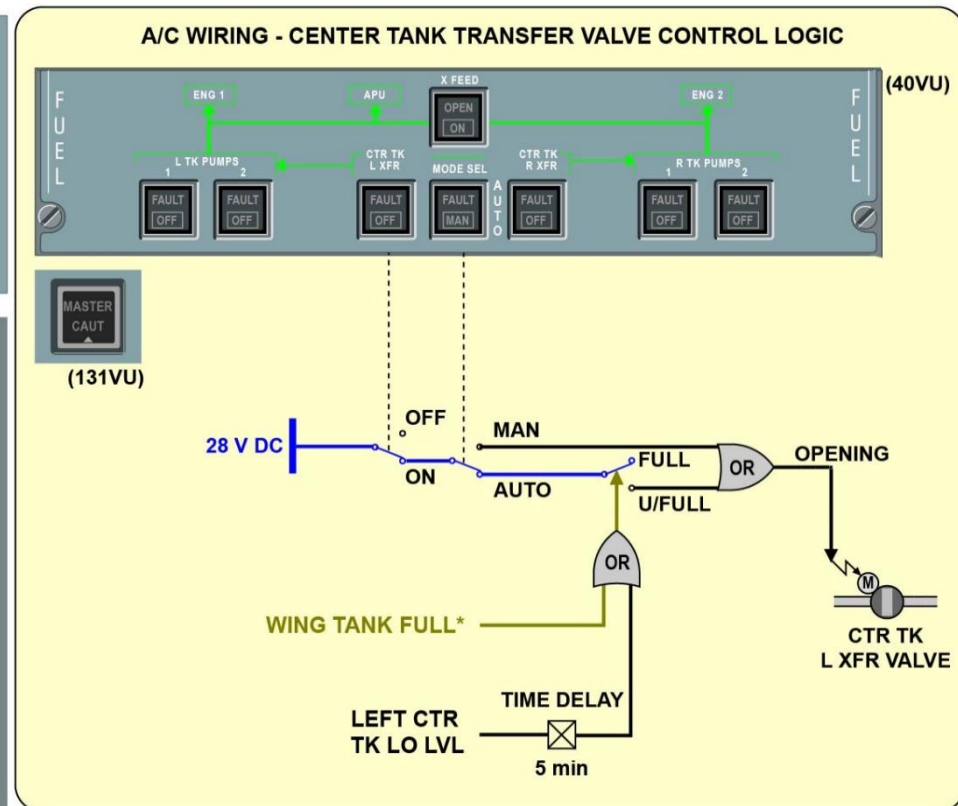 A/C WIRING - CENTER TANK TRANSFER VALVE CONTROL LOGIC
(40VU)
FUEL
X FEED
FUEL
ENG 1
APU
OPEN
ON
ENG 2
L TK PUMPS
1 2
CTR TK
L XFR
MODE SEL
AUTO
CTR TK
R XFR
R TK PUMPS
1 2
FAULT
OFF
FAULT
OFF
FAULT
OFF
FAULT
MAN
FAULT
OFF
FAULT
OFF
FAULT
OFF
MASTER
CAUT
(131VU)
28 V DC
OFF
ON
MAN
AUTO
FULL
U/FULL
OR
OPENING
OR
M
WING TANK FULL*
CTR TK
L XFR VALVE
LEFT CTR
TK LO LVL
TIME DELAY
5 min